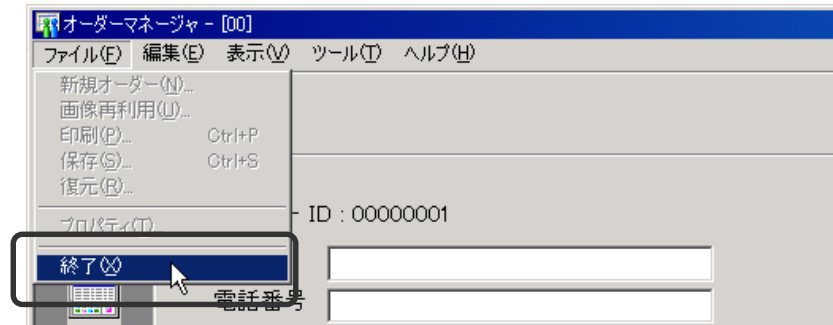 オーダーマネージャ - [00]
ファイル(F) 編集(E) 表示(V) ツール(T) ヘルプ(H)
新規オーダー(N)...
画像再利用(U)...
印刷(P)... Ctrl+P
保存(S)... Ctrl+S
復元(R)...
プロパティ(T)...
- ID : 00000001
終了(X)
電話番号